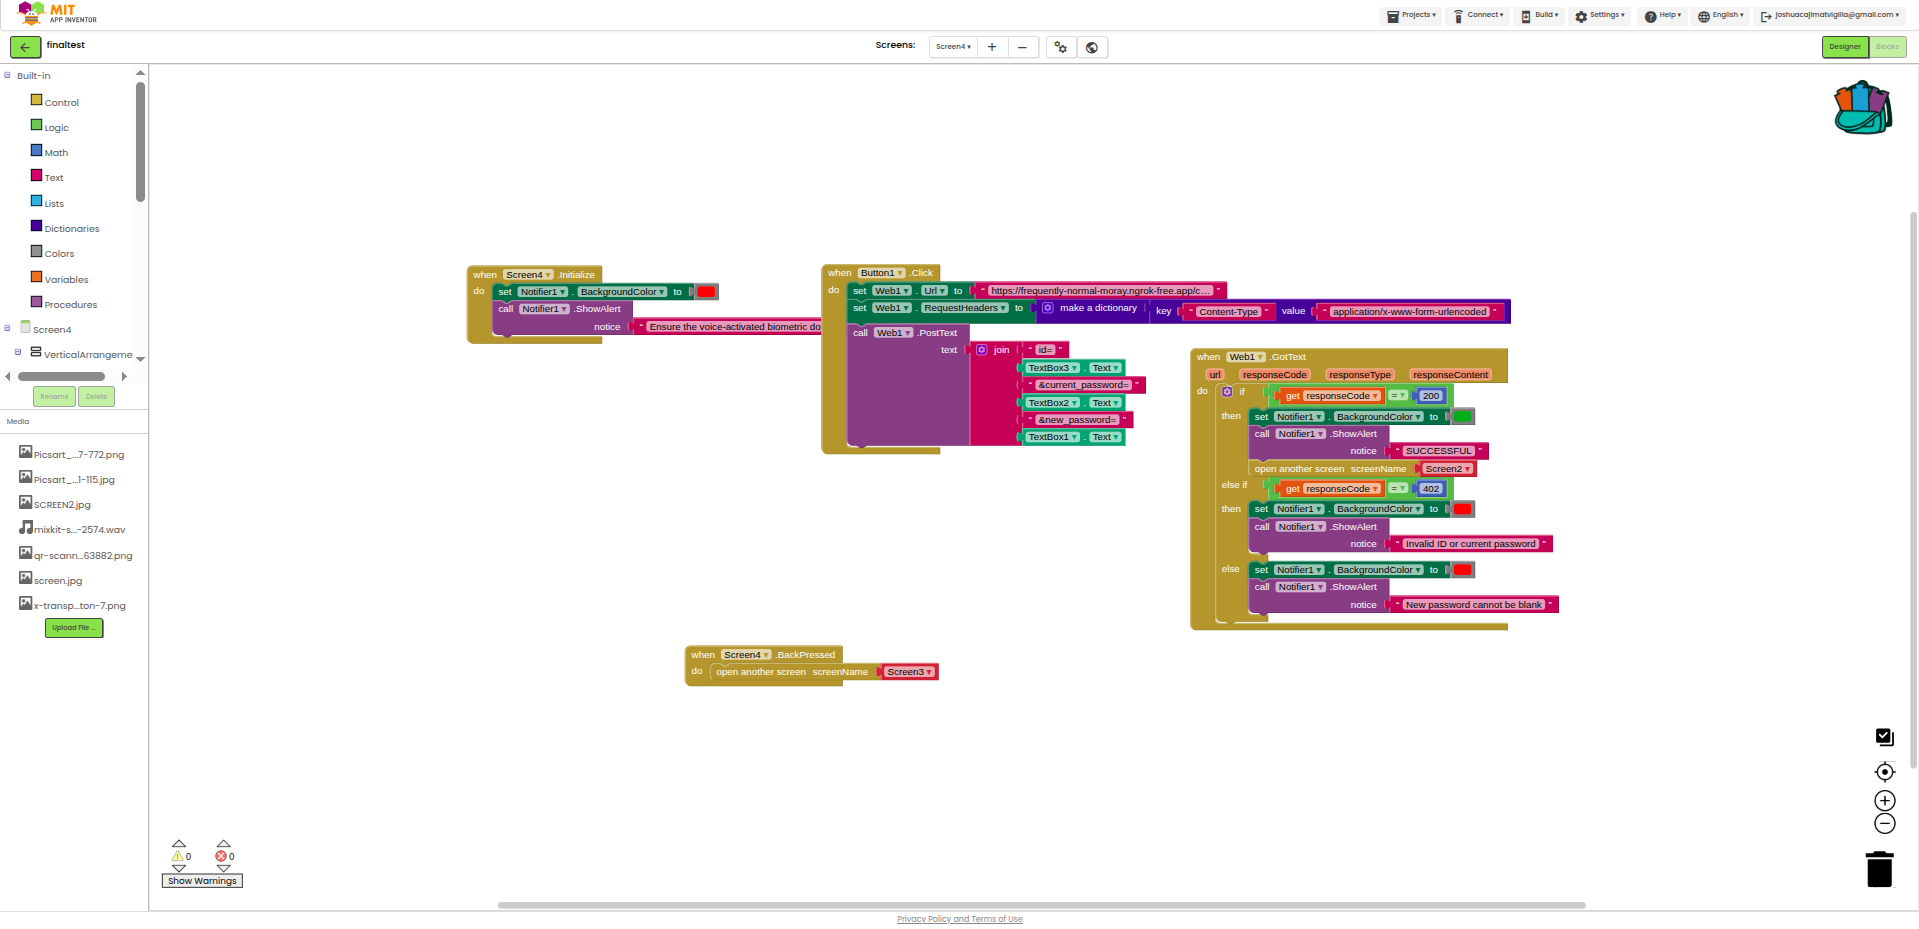 MIT
APP INVENTOR
Projects Connect Build Settings Help English joshuacajimatvigilia@gmail.com
finaltest
Screens: Screen4 + −
Designer Blocks
Built-in
Control
Logic
Math
Text
Lists
Dictionaries
Colors
Variables
Procedures
Screen4
VerticalArrangeme
Rename Delete
Media
Picsart_...7-772.png
Picsart_...1-115.jpg
SCREEN2.jpg
mixkit-s...-2574.wav
qr-scann...63882.png
screen.jpg
x-transp...ton-7.png
Upload File ...
when Screen4 .Initialize
do set Notifier1 . BackgroundColor to
call Notifier1 .ShowAlert
notice " Ensure the voice-activated biometric do
when Button1 .Click
do set Web1 . Url to " https://frequently-normal-moray.ngrok-free.app/c... "
set Web1 . RequestHeaders to make a dictionary key " Content-Type " value " application/x-www-form-urlencoded "
call Web1 .PostText
text join " id= "
TextBox3 . Text
" &current_password= "
TextBox2 . Text
" &new_password= "
TextBox1 . Text
when Web1 .GotText
url responseCode responseType responseContent
do if get responseCode = 200
then set Notifier1 . BackgroundColor to
call Notifier1 .ShowAlert
notice " SUCCESSFUL "
open another screen screenName Screen2
else if get responseCode = 402
then set Notifier1 . BackgroundColor to
call Notifier1 .ShowAlert
notice " Invalid ID or current password "
else set Notifier1 . BackgroundColor to
call Notifier1 .ShowAlert
notice " New password cannot be blank "
when Screen4 .BackPressed
do open another screen screenName Screen3
0 0
Show Warnings
Privacy Policy and Terms of Use